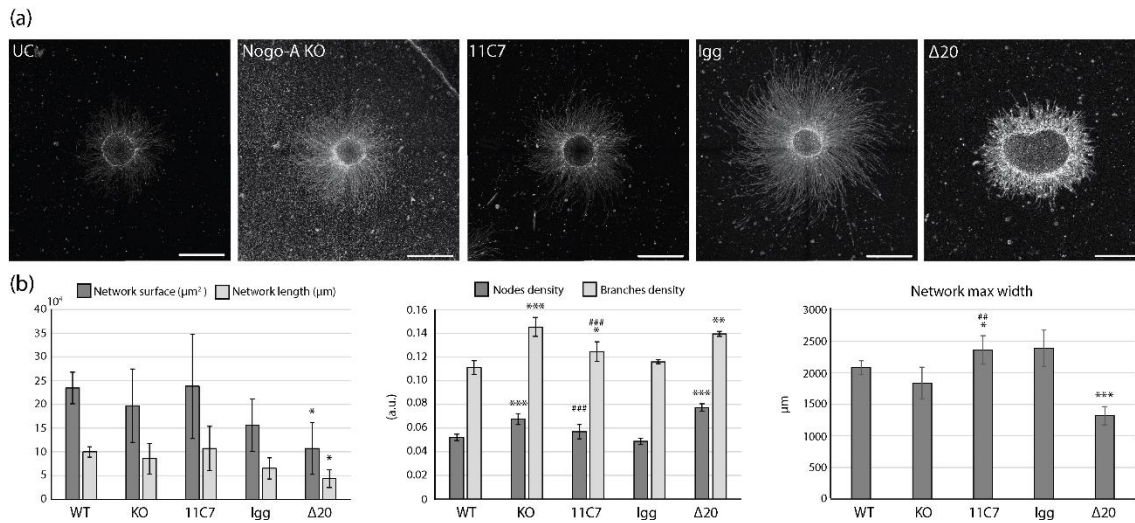 (a)
UC
Nogo-A KO
11C7
Igg
Δ20
(b)
Network surface (µm²) Network length (µm)
10⁴
40
35
30
25
20
15
10
5
0
* *
WT KO 11C7 Igg Δ20
Nodes density Branches density
(a.u.)
0.16
0.14
0.12
0.10
0.08
0.06
0.04
0.02
0
*** *** ### * ### ** ***
WT KO 11C7 Igg Δ20
Network max width
µm
3000
2500
2000
1500
1000
500
0
## * ***
WT KO 11C7 Igg Δ20